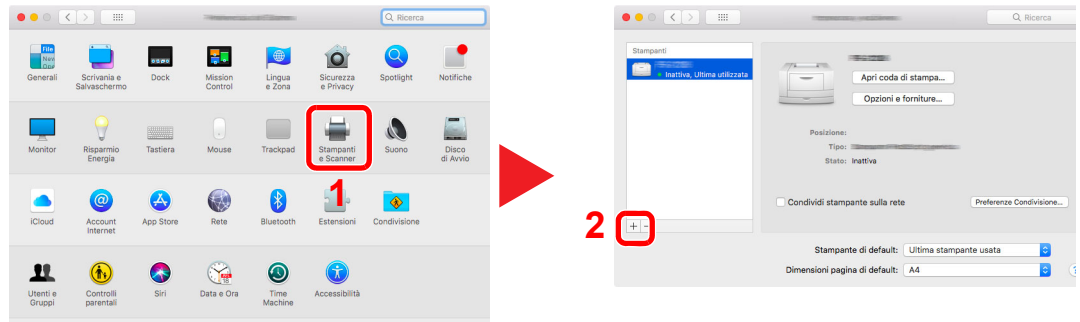 Ricerca
File
Generali
Scrivania e
Salvaschermo
Dock
Mission
Control
Lingua
e Zona
Sicurezza
e Privacy
Spotlight
Notifiche
Monitor
Risparmio
Energia
Tastiera
Mouse
Trackpad
Stampanti
e Scanner
Suono
Disco
di Avvio
1
iCloud
Account
Internet
App Store
Rete
Bluetooth
Estensioni
Condivisione
Utenti e
Gruppi
Controlli
parentali
Siri
18
Data e Ora
Time
Machine
Accessibilità
Ricerca
Stampanti
Inattiva, Ultima utilizzata
Apri coda di stampa...
Opzioni e forniture...
Posizione:
Tipo:
Stato: Inattiva
Condividi stampante sulla rete
Preferenze Condivisione...
2
+ -
Stampante di default: Ultima stampante usata
Dimensioni pagina di default: A4
?